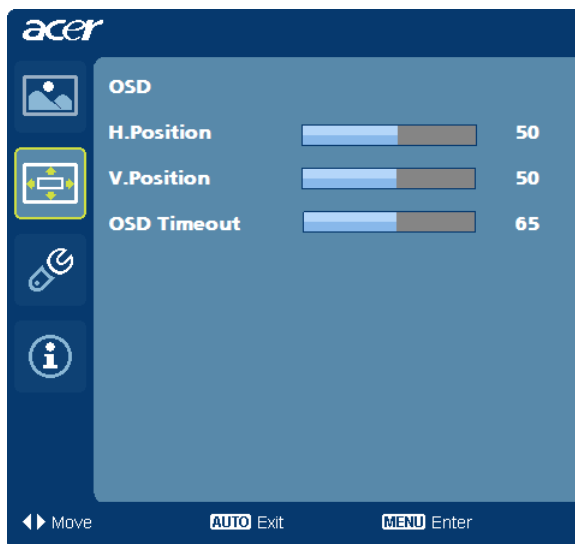 acer
OSD
H.Position 50
V.Position 50
OSD Timeout 65
Move AUTO Exit MENU Enter